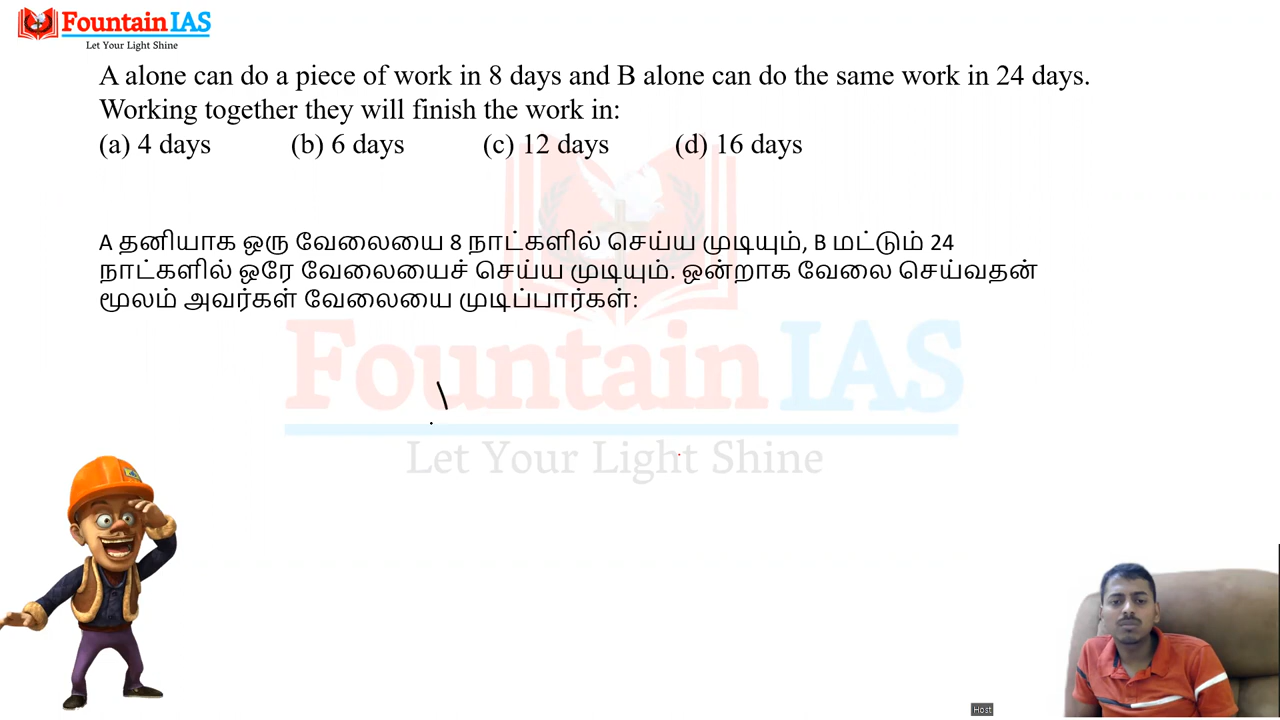 Fountain IAS
Let Your Light Shine
A alone can do a piece of work in 8 days and B alone can do the same work in 24 days.
Working together they will finish the work in:
(a) 4 days (b) 6 days (c) 12 days (d) 16 days
A தனியாக ஒரு வேலையை 8 நாட்களில் செய்ய முடியும், B மட்டும் 24
நாட்களில் ஒரே வேலையைச் செய்ய முடியும். ஒன்றாக வேலை செய்வதன்
மூலம் அவர்கள் வேலையை முடிப்பார்கள்:
Fountain IAS
Let Your Light Shine
Host